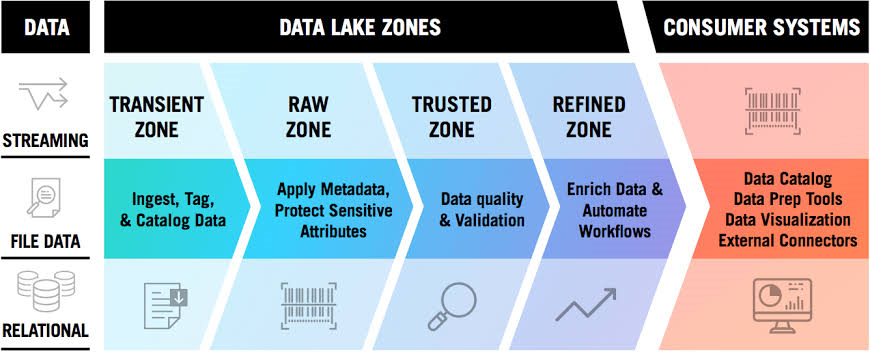 DATA
DATA LAKE ZONES
CONSUMER SYSTEMS
STREAMING
FILE DATA
RELATIONAL
TRANSIENT
ZONE
Ingest, Tag,
& Catalog Data
RAW
ZONE
Apply Metadata,
Protect Sensitive
Attributes
TRUSTED
ZONE
Data quality
& Validation
REFINED
ZONE
Enrich Data &
Automate
Workflows
Data Catalog
Data Prep Tools
Data Visualization
External Connectors